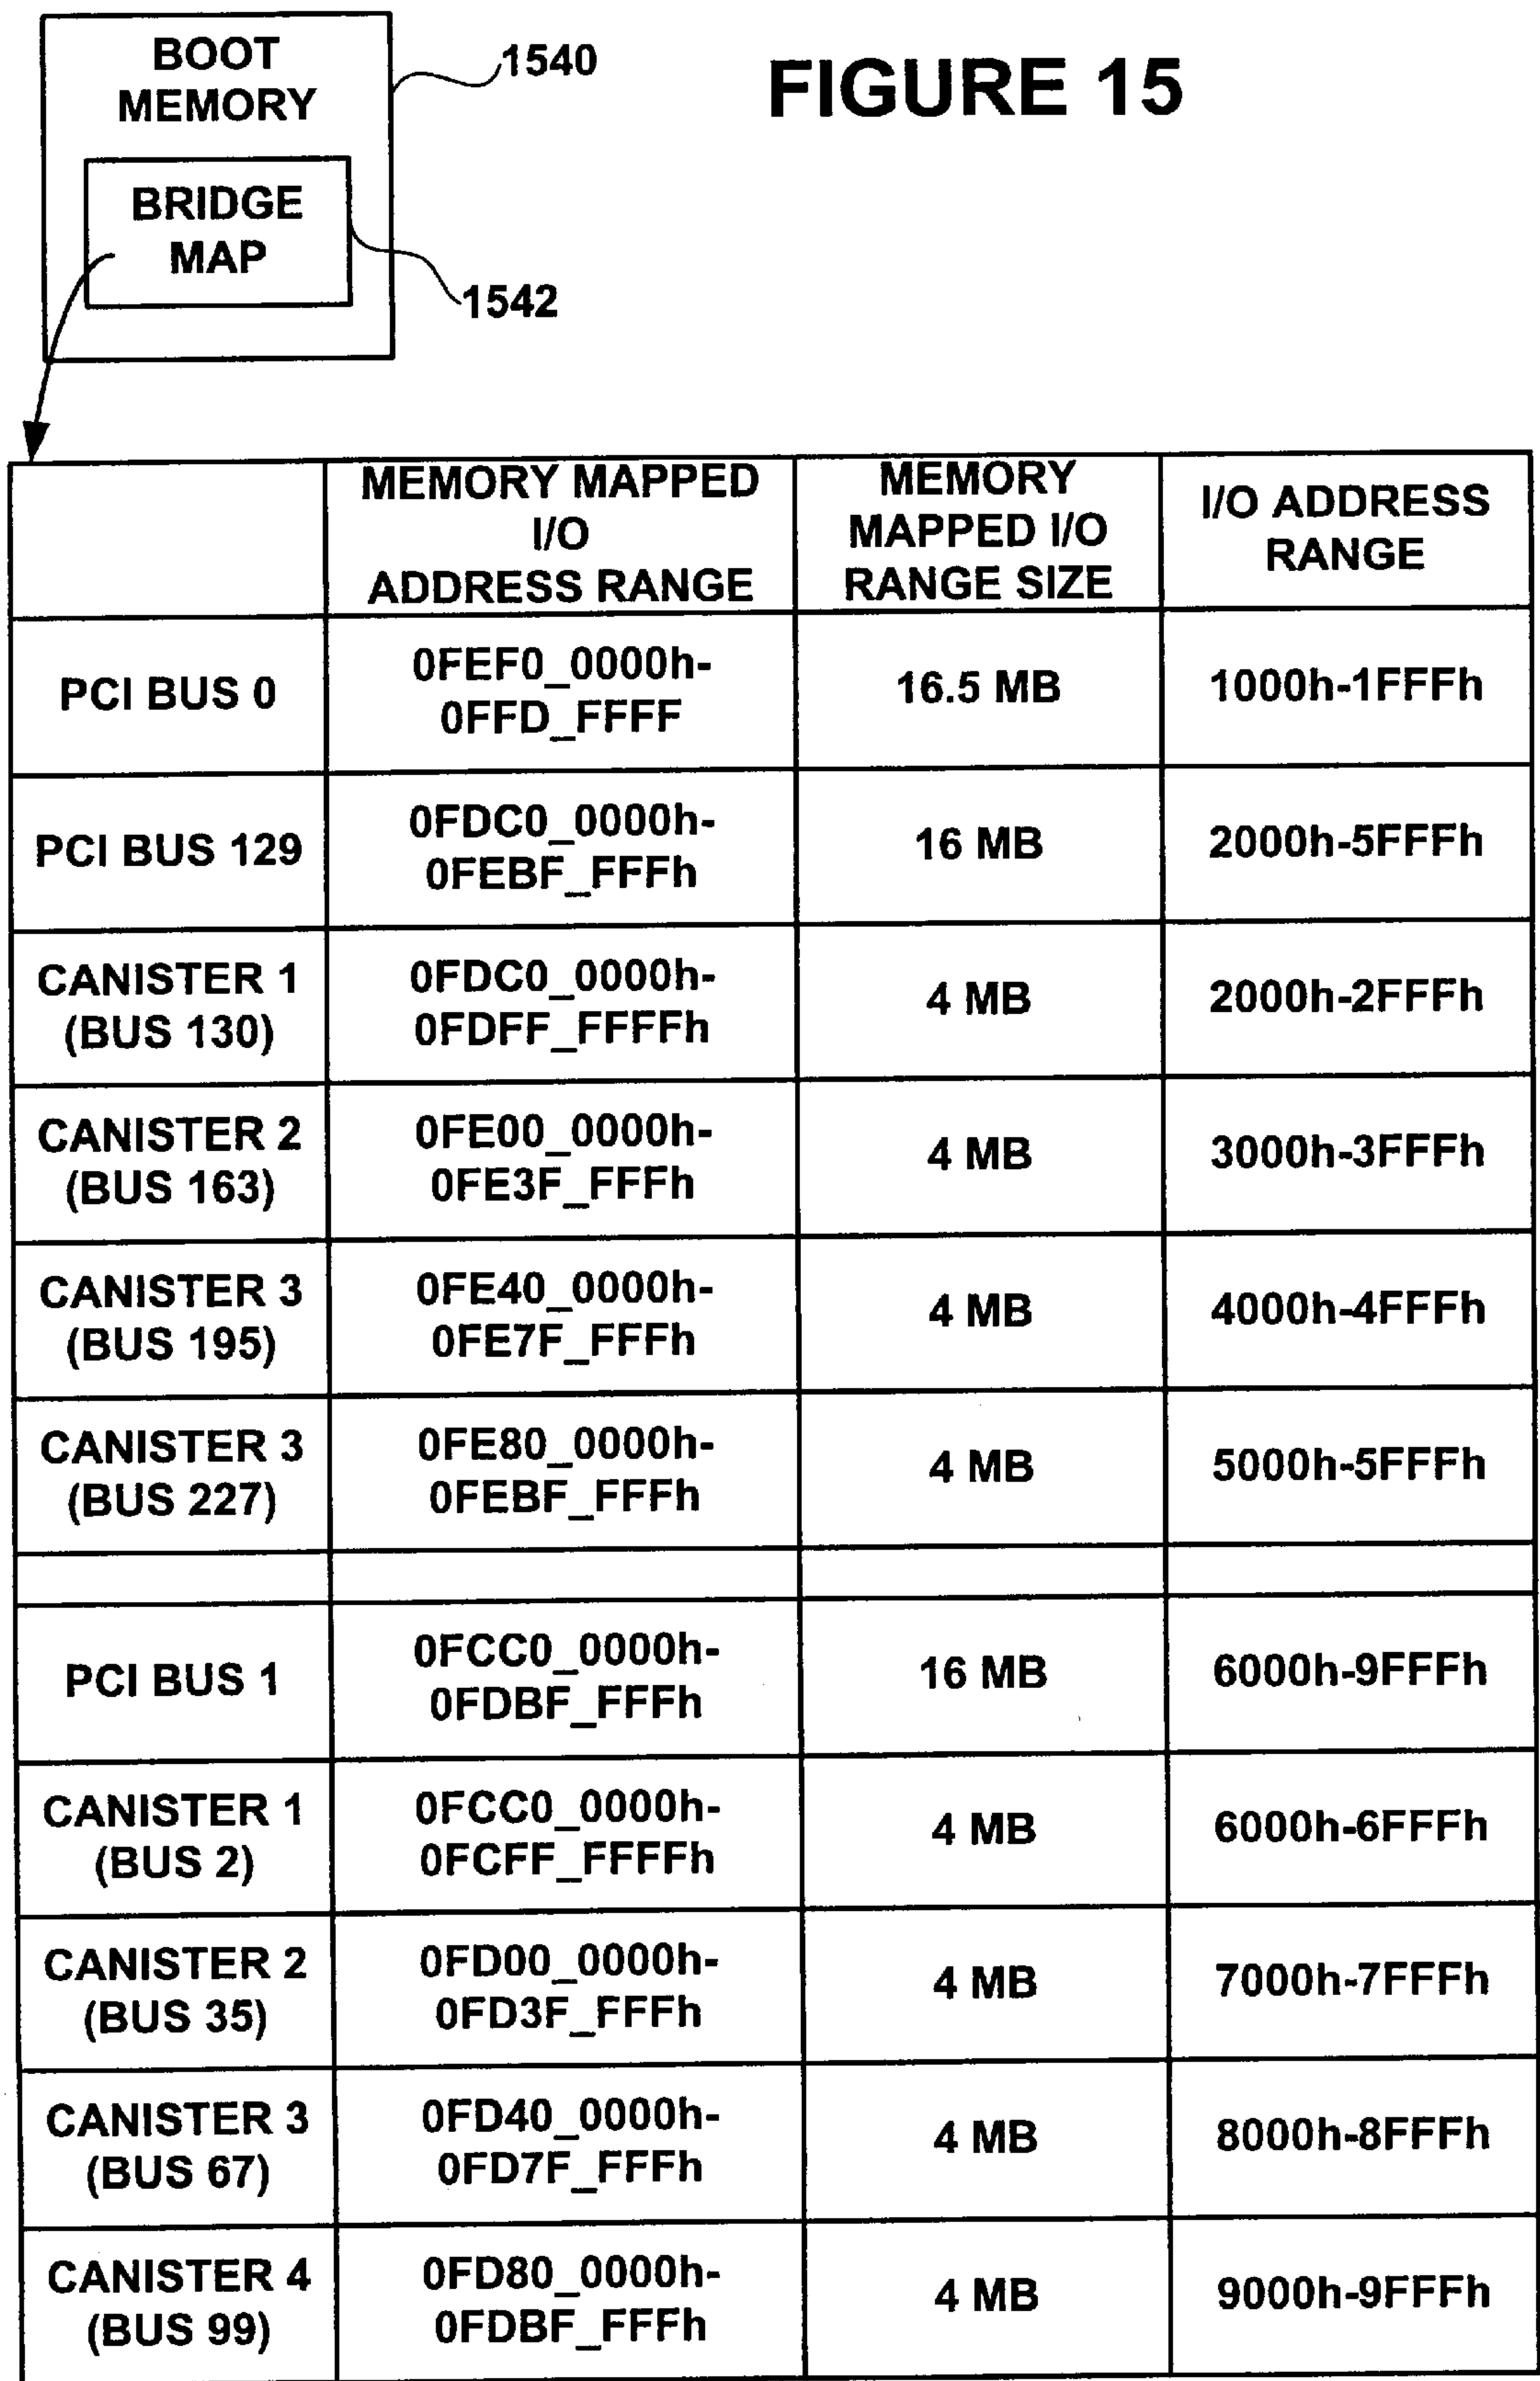 BOOT
MEMORY
1540
FIGURE 15
BRIDGE
MAP
1542
MEMORY MAPPED
I/O
ADDRESS RANGE
MEMORY
MAPPED I/O
RANGE SIZE
I/O ADDRESS
RANGE
PCI BUS 0
0FEF0_0000h-
0FFD_FFFF
16.5 MB
1000h-1FFFh
PCI BUS 129
0FDC0_0000h-
0FEBF_FFFh
16 MB
2000h-5FFFh
CANISTER 1
(BUS 130)
0FDC0_0000h-
0FDFF_FFFFh
4 MB
2000h-2FFFh
CANISTER 2
(BUS 163)
0FE00_0000h-
0FE3F_FFFh
4 MB
3000h-3FFFh
CANISTER 3
(BUS 195)
0FE40_0000h-
0FE7F_FFFh
4 MB
4000h-4FFFh
CANISTER 3
(BUS 227)
0FE80_0000h-
0FEBF_FFFh
4 MB
5000h-5FFFh
PCI BUS 1
0FCC0_0000h-
0FDBF_FFFh
16 MB
6000h-9FFFh
CANISTER 1
(BUS 2)
0FCC0_0000h-
0FCFF_FFFFh
4 MB
6000h-6FFFh
CANISTER 2
(BUS 35)
0FD00_0000h-
0FD3F_FFFh
4 MB
7000h-7FFFh
CANISTER 3
(BUS 67)
0FD40_0000h-
0FD7F_FFFh
4 MB
8000h-8FFFh
CANISTER 4
(BUS 99)
0FD80_0000h-
0FDBF_FFFh
4 MB
9000h-9FFFh